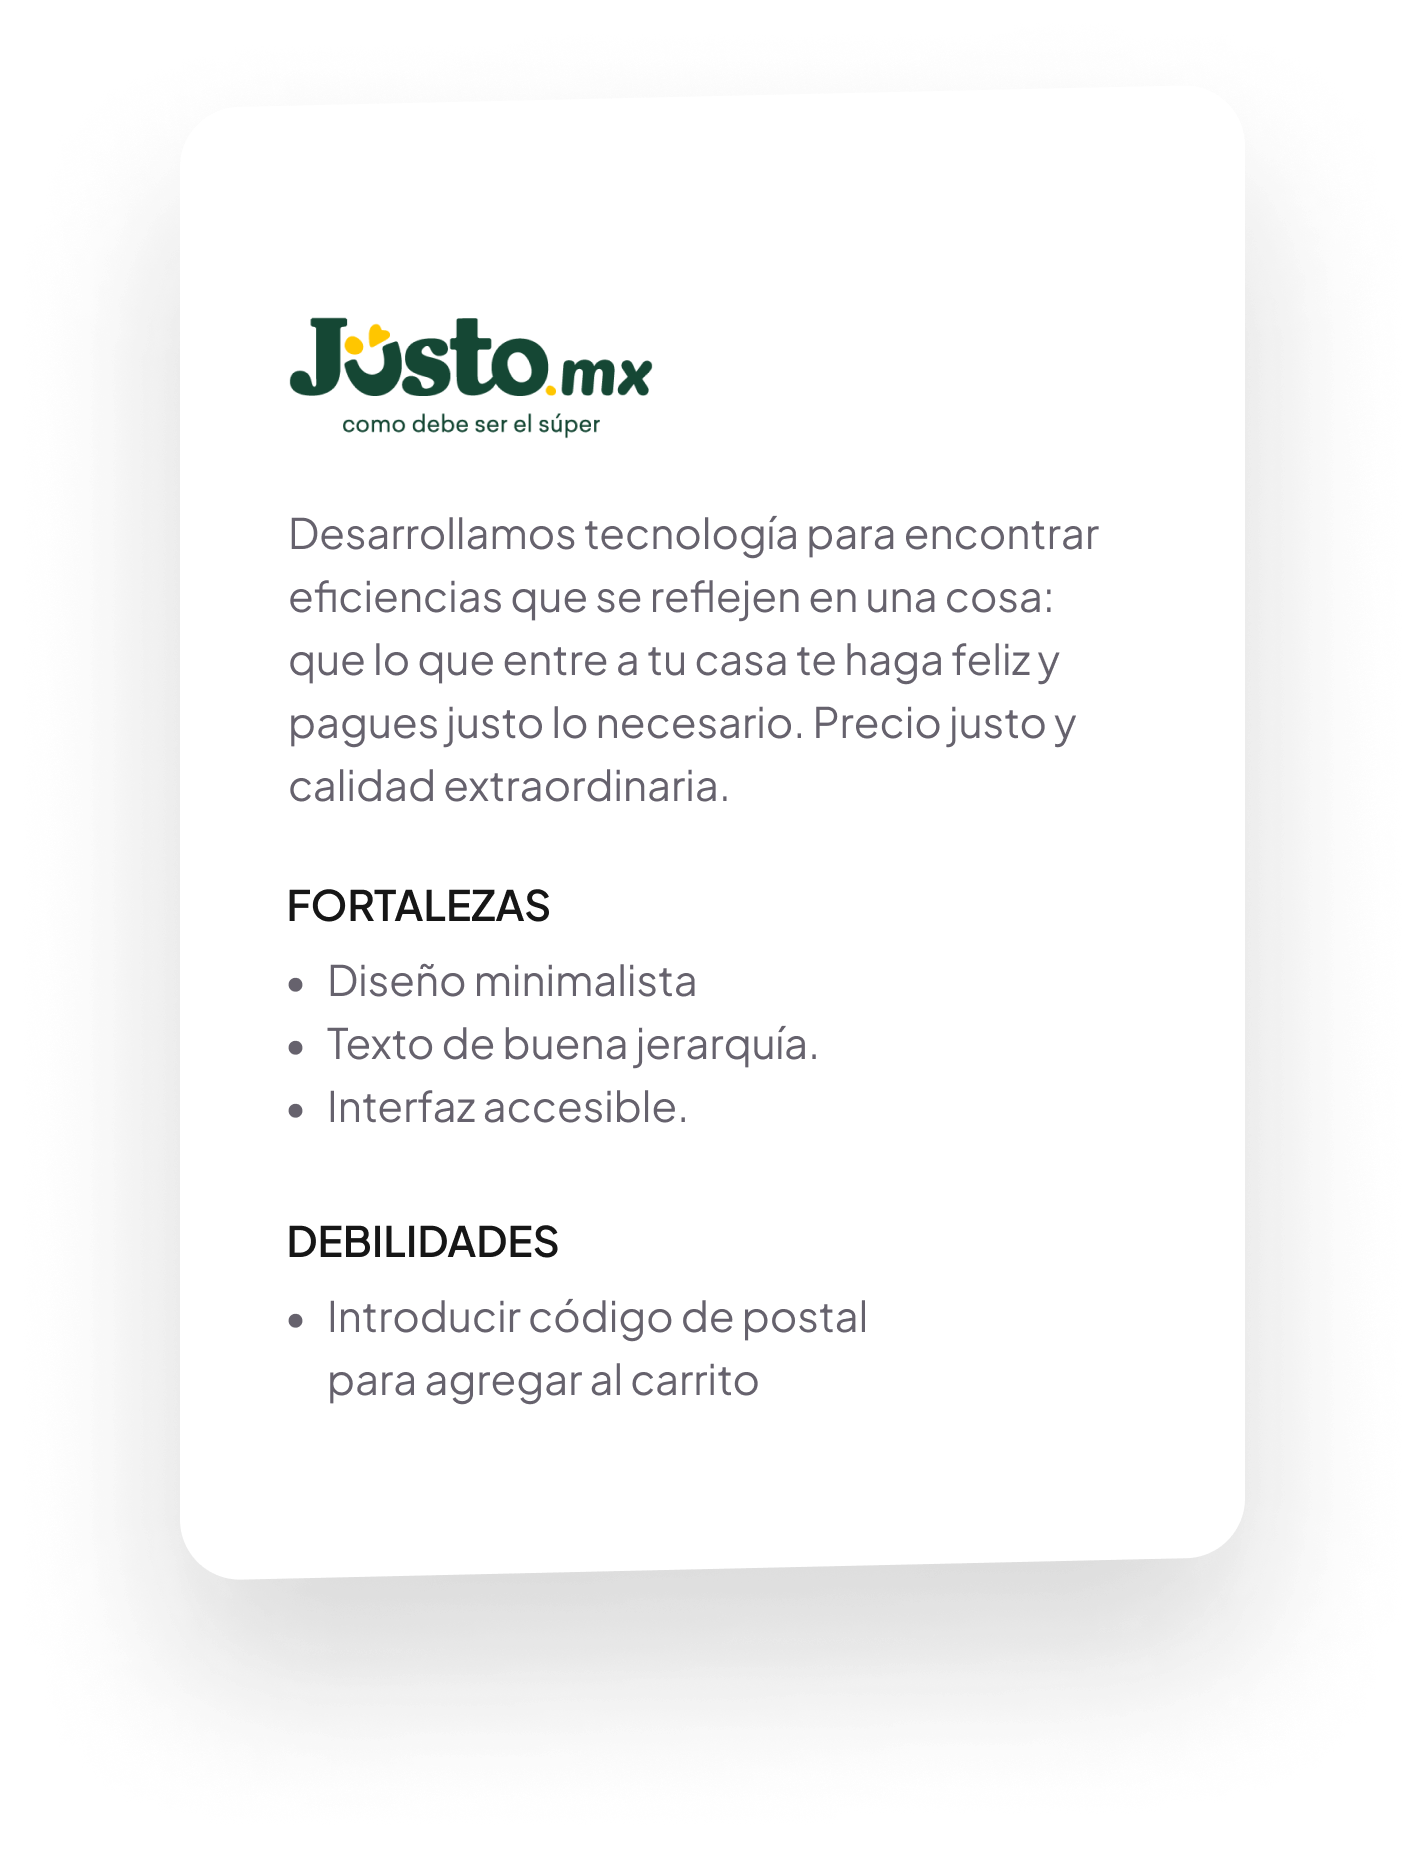 Justo.mx
como debe ser el súper
Desarrollamos tecnología para encontrar
eficiencias que se reflejen en una cosa:
que lo que entre a tu casa te haga feliz y
pagues justo lo necesario. Precio justo y
calidad extraordinaria.
FORTALEZAS
• Diseño minimalista
• Texto de buena jerarquía.
• Interfaz accesible.
DEBILIDADES
• Introducir código de postal
para agregar al carrito